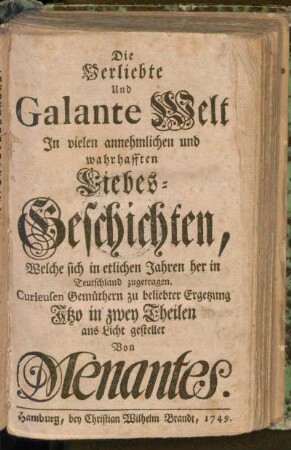 Die
Verliebte
Und
Galante Welt
In vielen annehmlichen und
wahrhafften
Liebes-
Geschichten,
Welche sich in etlichen Jahren her in
Teutschland zugetragen.
Curieusen Gemüthern zu beliebter Ergetzung
Itzo in zwey Theilen
ans Licht gestellet
Von
Menantes.
Hamburg, bey Christian Wilhelm Brandt, 1749.